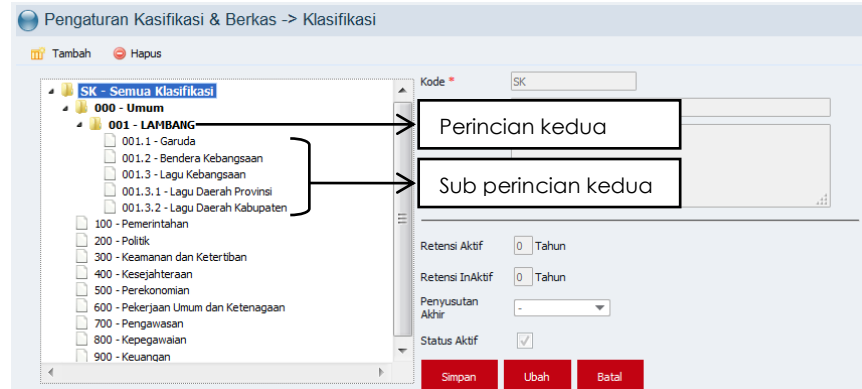 Pengaturan Kasifikasi & Berkas -> Klasifikasi
Tambah Hapus
SK - Semua Klasifikasi
000 - Umum
001 - LAMBANG
001.1 - Garuda
001.2 - Bendera Kebangsaan
001.3 - Lagu Kebangsaan
001.3.1 - Lagu Daerah Provinsi
001.3.2 - Lagu Daerah Kabupaten
100 - Pemerintahan
200 - Politik
300 - Keamanan dan Ketertiban
400 - Kesejahteraan
500 - Perekonomian
600 - Pekerjaan Umum dan Ketenagaan
700 - Pengawasan
800 - Kepegawaian
900 - Keuangan
Kode * SK
Perincian kedua
Sub perincian kedua
Retensi Aktif 0 Tahun
Retensi InAktif 0 Tahun
Penyusutan
Akhir -
Status Aktif
Simpan Ubah Batal